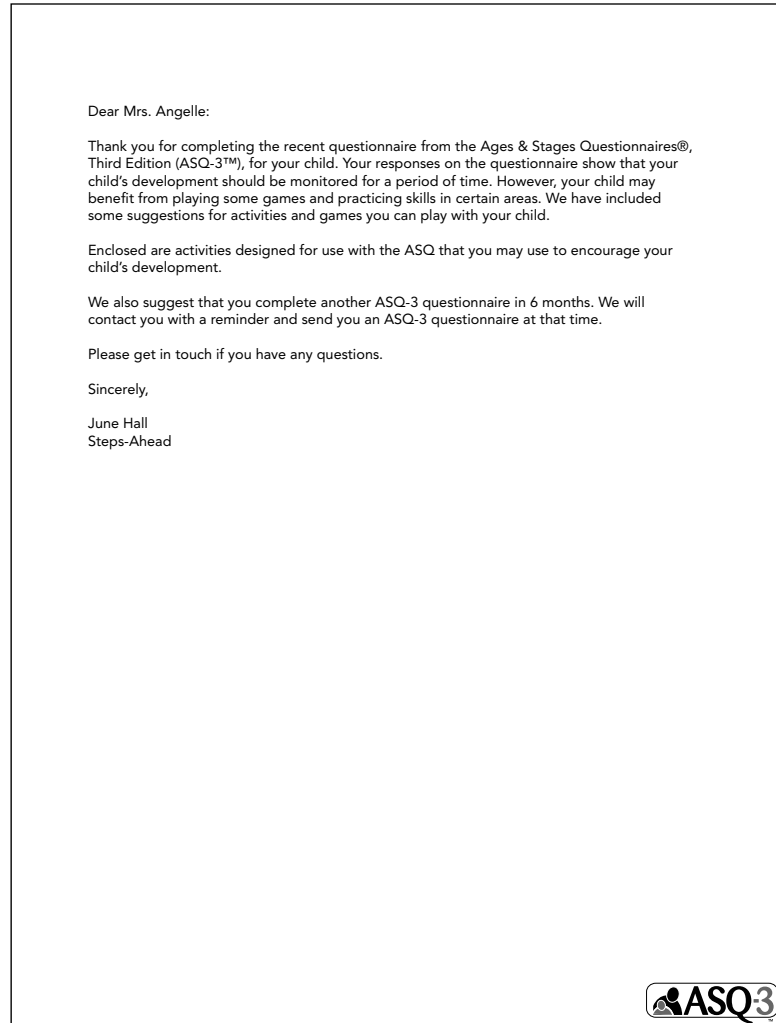 Dear Mrs. Angelle:
Thank you for completing the recent questionnaire from the Ages & Stages Questionnaires®,
Third Edition (ASQ-3™), for your child. Your responses on the questionnaire show that your
child's development should be monitored for a period of time. However, your child may
benefit from playing some games and practicing skills in certain areas. We have included
some suggestions for activities and games you can play with your child.
Enclosed are activities designed for use with the ASQ that you may use to encourage your
child's development.
We also suggest that you complete another ASQ-3 questionnaire in 6 months. We will
contact you with a reminder and send you an ASQ-3 questionnaire at that time.
Please get in touch if you have any questions.
Sincerely,
June Hall
Steps-Ahead
ASQ-3™